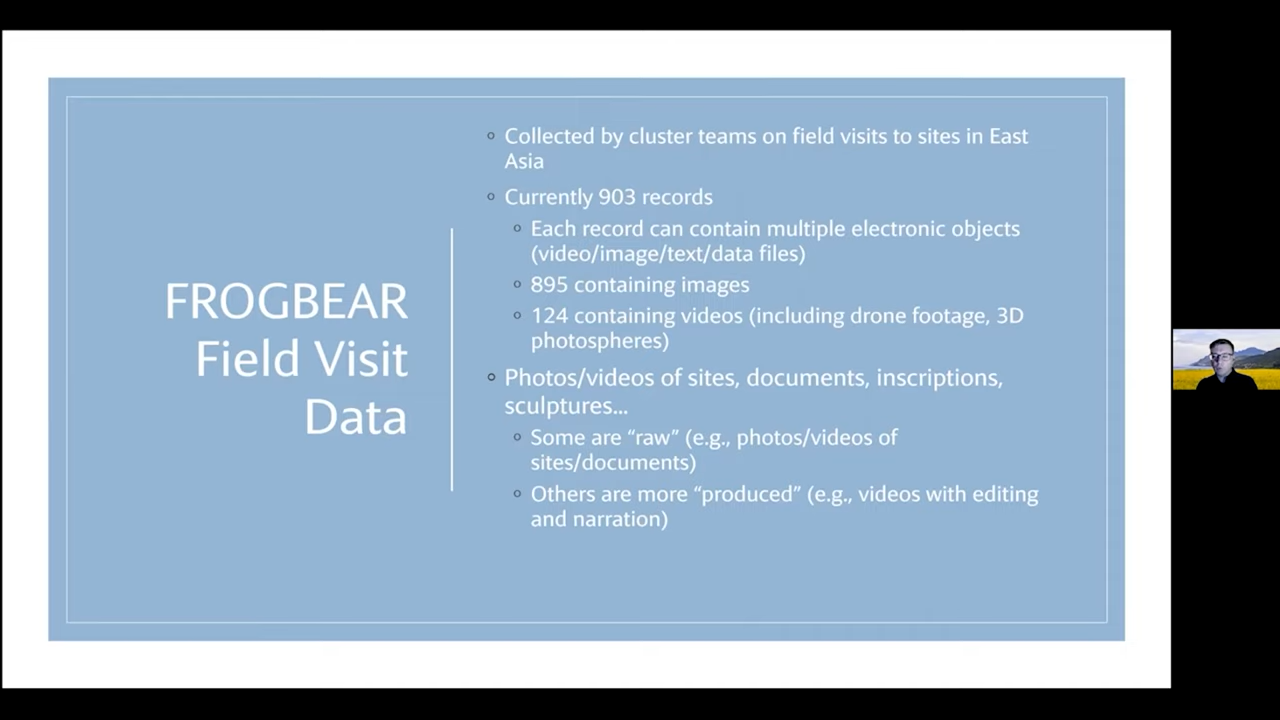 FROGBEAR
Field Visit
Data
Collected by cluster teams on field visits to sites in East
Asia
Currently 903 records
Each record can contain multiple electronic objects
(video/image/text/data files)
895 containing images
124 containing videos (including drone footage, 3D
photospheres)
Photos/videos of sites, documents, inscriptions,
sculptures...
Some are “raw” (e.g., photos/videos of
sites/documents)
Others are more “produced” (e.g., videos with editing
and narration)